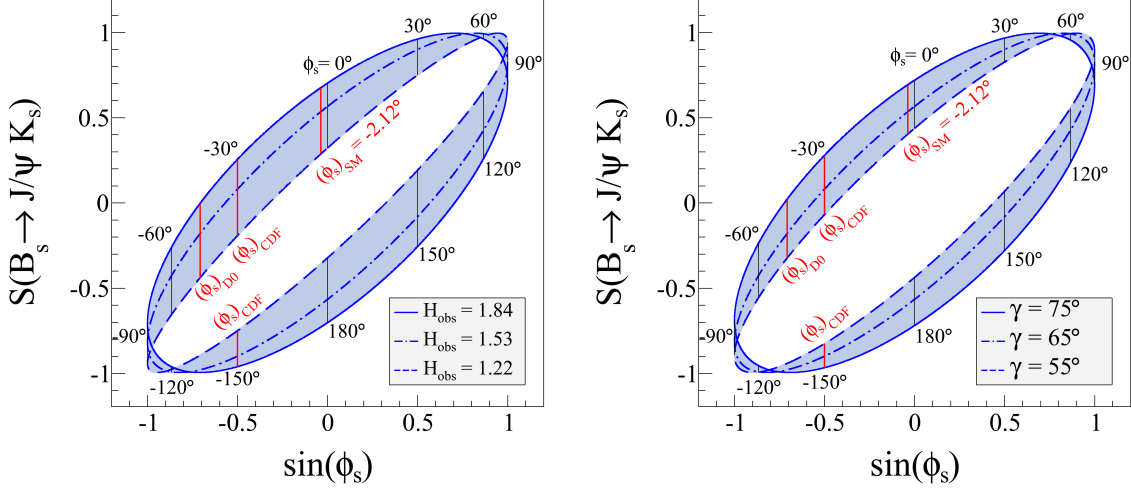 S(B_s → J/ψ K_s)
1
0.5
0
-0.5
-1
-1 -0.5 0 0.5 1
sin(ϕ_s)
ϕ_s= 0°
30°
60°
90°
120°
150°
180°
-30°
-60°
-90°
-120°
-150°
(ϕ_s)_SM = -2.12°
(ϕ_s)_CDF
(ϕ_s)_D0
(ϕ_s)_CDF
H_obs = 1.84
H_obs = 1.53
H_obs = 1.22
S(B_s → J/ψ K_s)
1
0.5
0
-0.5
-1
-1 -0.5 0 0.5 1
sin(ϕ_s)
ϕ_s= 0°
30°
60°
90°
120°
150°
180°
-30°
-60°
-90°
-120°
-150°
(ϕ_s)_SM = -2.12°
(ϕ_s)_CDF
(ϕ_s)_D0
(ϕ_s)_CDF
γ = 75°
γ = 65°
γ = 55°